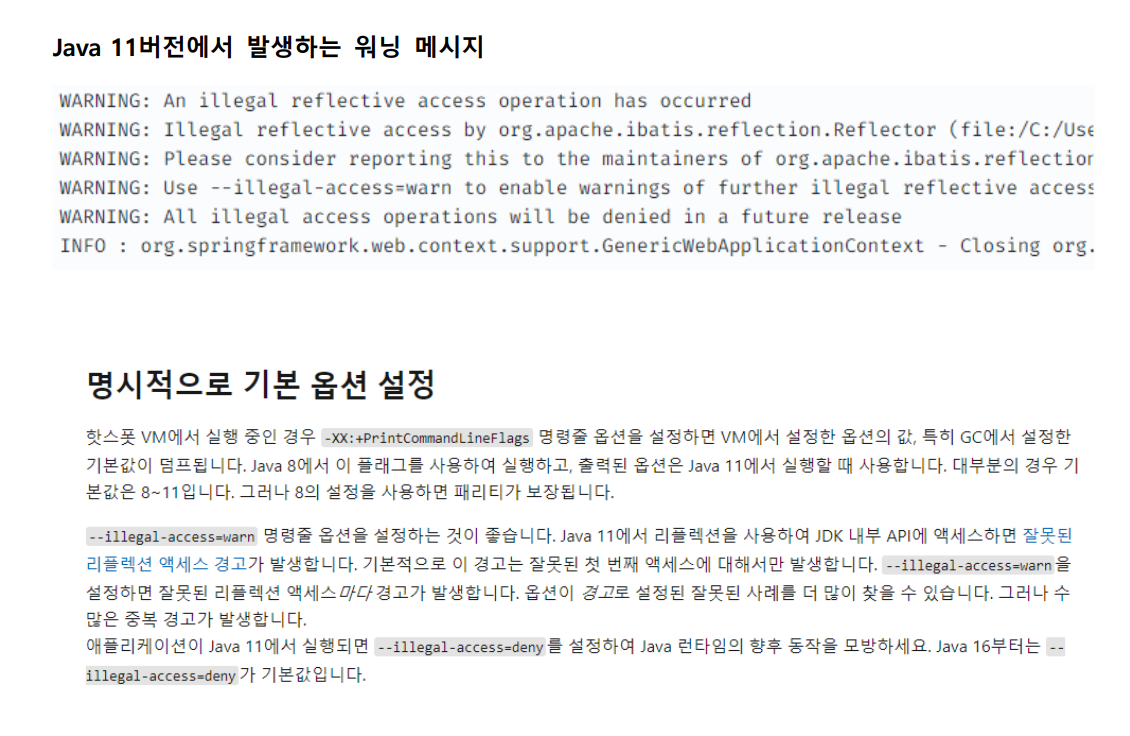 Java 11버전에서 발생하는 워닝 메시지
WARNING: An illegal reflective access operation has occurred
WARNING: Illegal reflective access by org.apache.ibatis.reflection.Reflector (file:/C:/Use
WARNING: Please consider reporting this to the maintainers of org.apache.ibatis.reflection
WARNING: Use --illegal-access=warn to enable warnings of further illegal reflective access
WARNING: All illegal access operations will be denied in a future release
INFO : org.springframework.web.context.support.GenericWebApplicationContext - Closing org.
명시적으로 기본 옵션 설정
핫스폿 VM에서 실행 중인 경우 -XX:+PrintCommandLineFlags 명령줄 옵션을 설정하면 VM에서 설정한 옵션의 값, 특히 GC에서 설정한
기본값이 덤프됩니다. Java 8에서 이 플래그를 사용하여 실행하고, 출력된 옵션은 Java 11에서 실행할 때 사용합니다. 대부분의 경우 기
본값은 8~11입니다. 그러나 8의 설정을 사용하면 패리티가 보장됩니다.
--illegal-access=warn 명령줄 옵션을 설정하는 것이 좋습니다. Java 11에서 리플렉션을 사용하여 JDK 내부 API에 액세스하면 잘못된
리플렉션 액세스 경고가 발생합니다. 기본적으로 이 경고는 잘못된 첫 번째 액세스에 대해서만 발생합니다. --illegal-access=warn을
설정하면 잘못된 리플렉션 액세스마다 경고가 발생합니다. 옵션이 경고로 설정된 잘못된 사례를 더 많이 찾을 수 있습니다. 그러나 수
많은 중복 경고가 발생합니다.
애플리케이션이 Java 11에서 실행되면 --illegal-access=deny를 설정하여 Java 런타임의 향후 동작을 모방하세요. Java 16부터는 --
illegal-access=deny가 기본값입니다.